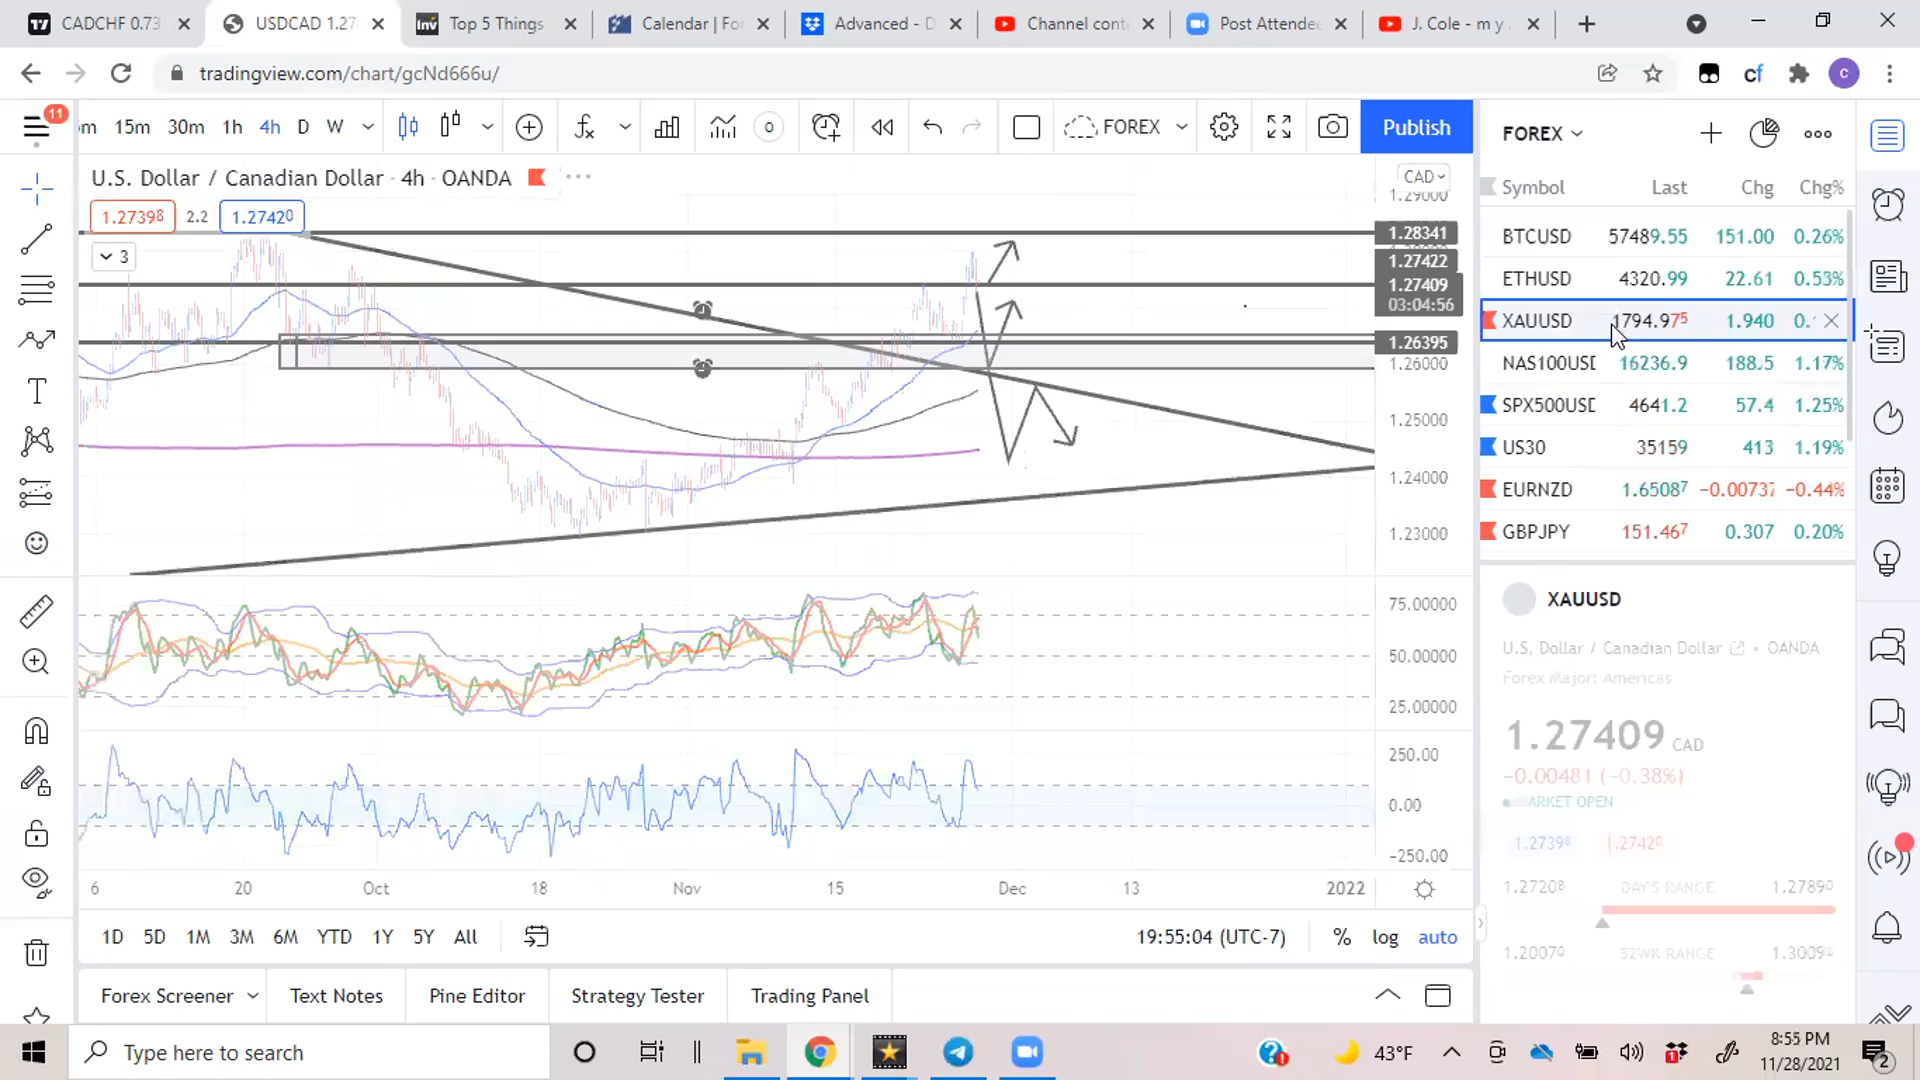 CADCHF 0.73
USDCAD 1.27
Top 5 Things
Calendar | Fo
Advanced - D
Channel cont
Post Attende
J. Cole - m y
tradingview.com/chart/gcNd666u/
11
m 15m 30m 1h 4h D W
FOREX
Publish
FOREX
U.S. Dollar / Canadian Dollar · 4h · OANDA
CAD
1.27398 2.2 1.27420
3
1.29000
1.28341
1.27422
1.27409
03:04:56
1.26395
1.26000
1.25000
1.24000
1.23000
75.00000
50.00000
25.00000
250.00
0.00
-250.00
6 20 Oct 18 Nov 15 Dec 13 2022
1D 5D 1M 3M 6M YTD 1Y 5Y All
19:55:04 (UTC-7) % log auto
Forex Screener Text Notes Pine Editor Strategy Tester Trading Panel
Symbol Last Chg Chg%
BTCUSD 57489.55 151.00 0.26%
ETHUSD 4320.99 22.61 0.53%
XAUUSD 1794.975 1.940 0.
NAS100USD 16236.9 188.5 1.17%
SPX500USD 4641.2 57.4 1.25%
US30 35159 413 1.19%
EURNZD 1.65087 -0.00737 -0.44%
GBPJPY 151.467 0.307 0.20%
XAUUSD
U.S. Dollar / Canadian Dollar • OANDA
Forex Major: Americas
1.27409 CAD
-0.00481 (-0.38%)
ARKET OPEN
1.27398 1.27420
1.27208 DAY'S RANGE 1.27890
1.20070 52WK RANGE
Type here to search
43°F
8:55 PM
11/28/2021
2